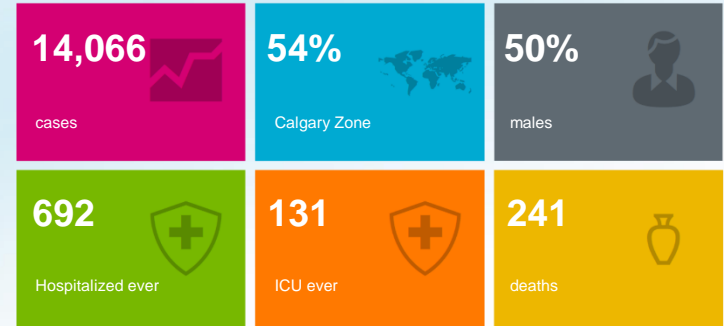 14,066
cases
54%
Calgary Zone
50%
males
692
Hospitalized ever
131
ICU ever
241
deaths